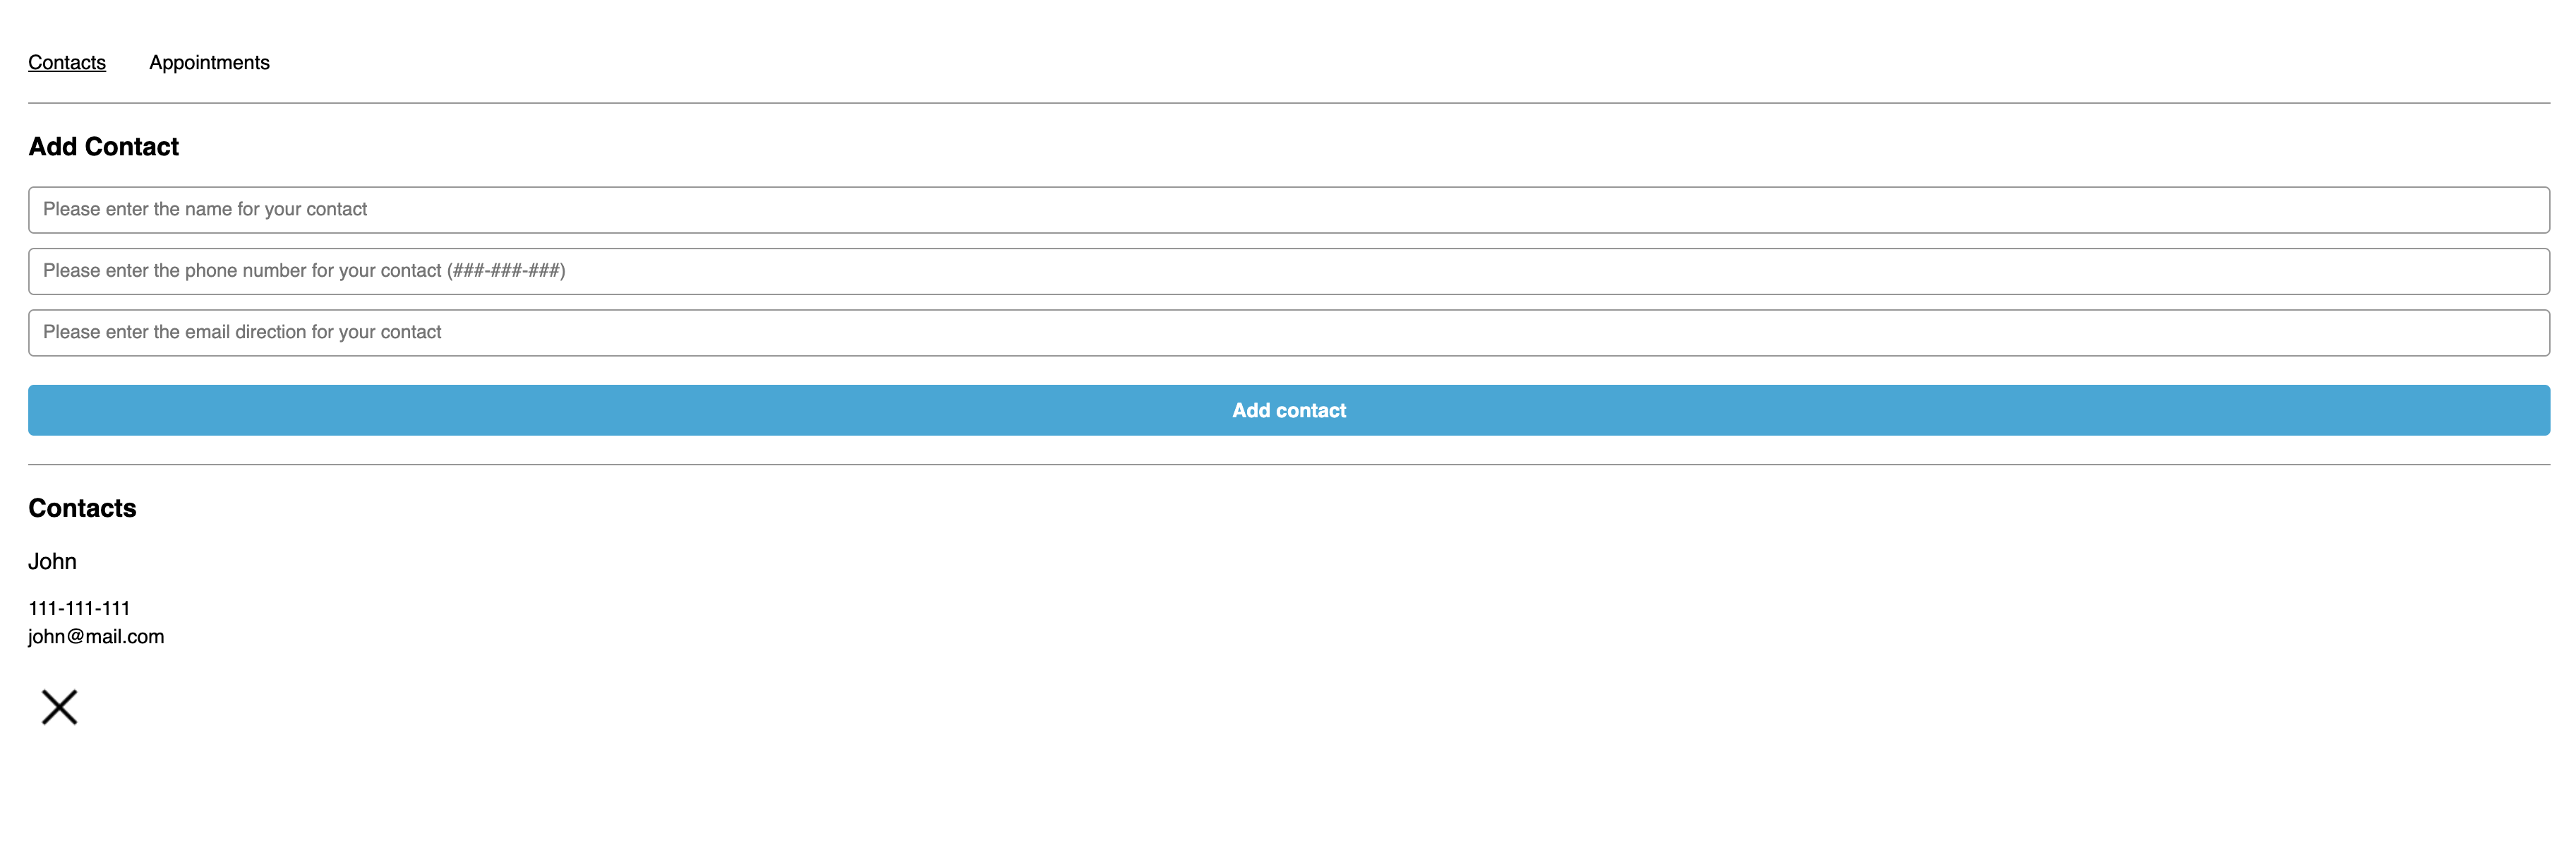 Contacts Appointments
Add Contact
Please enter the name for your contact
Please enter the phone number for your contact (###-###-###)
Please enter the email direction for your contact
Add contact
Contacts
John
111-111-111
john@mail.com